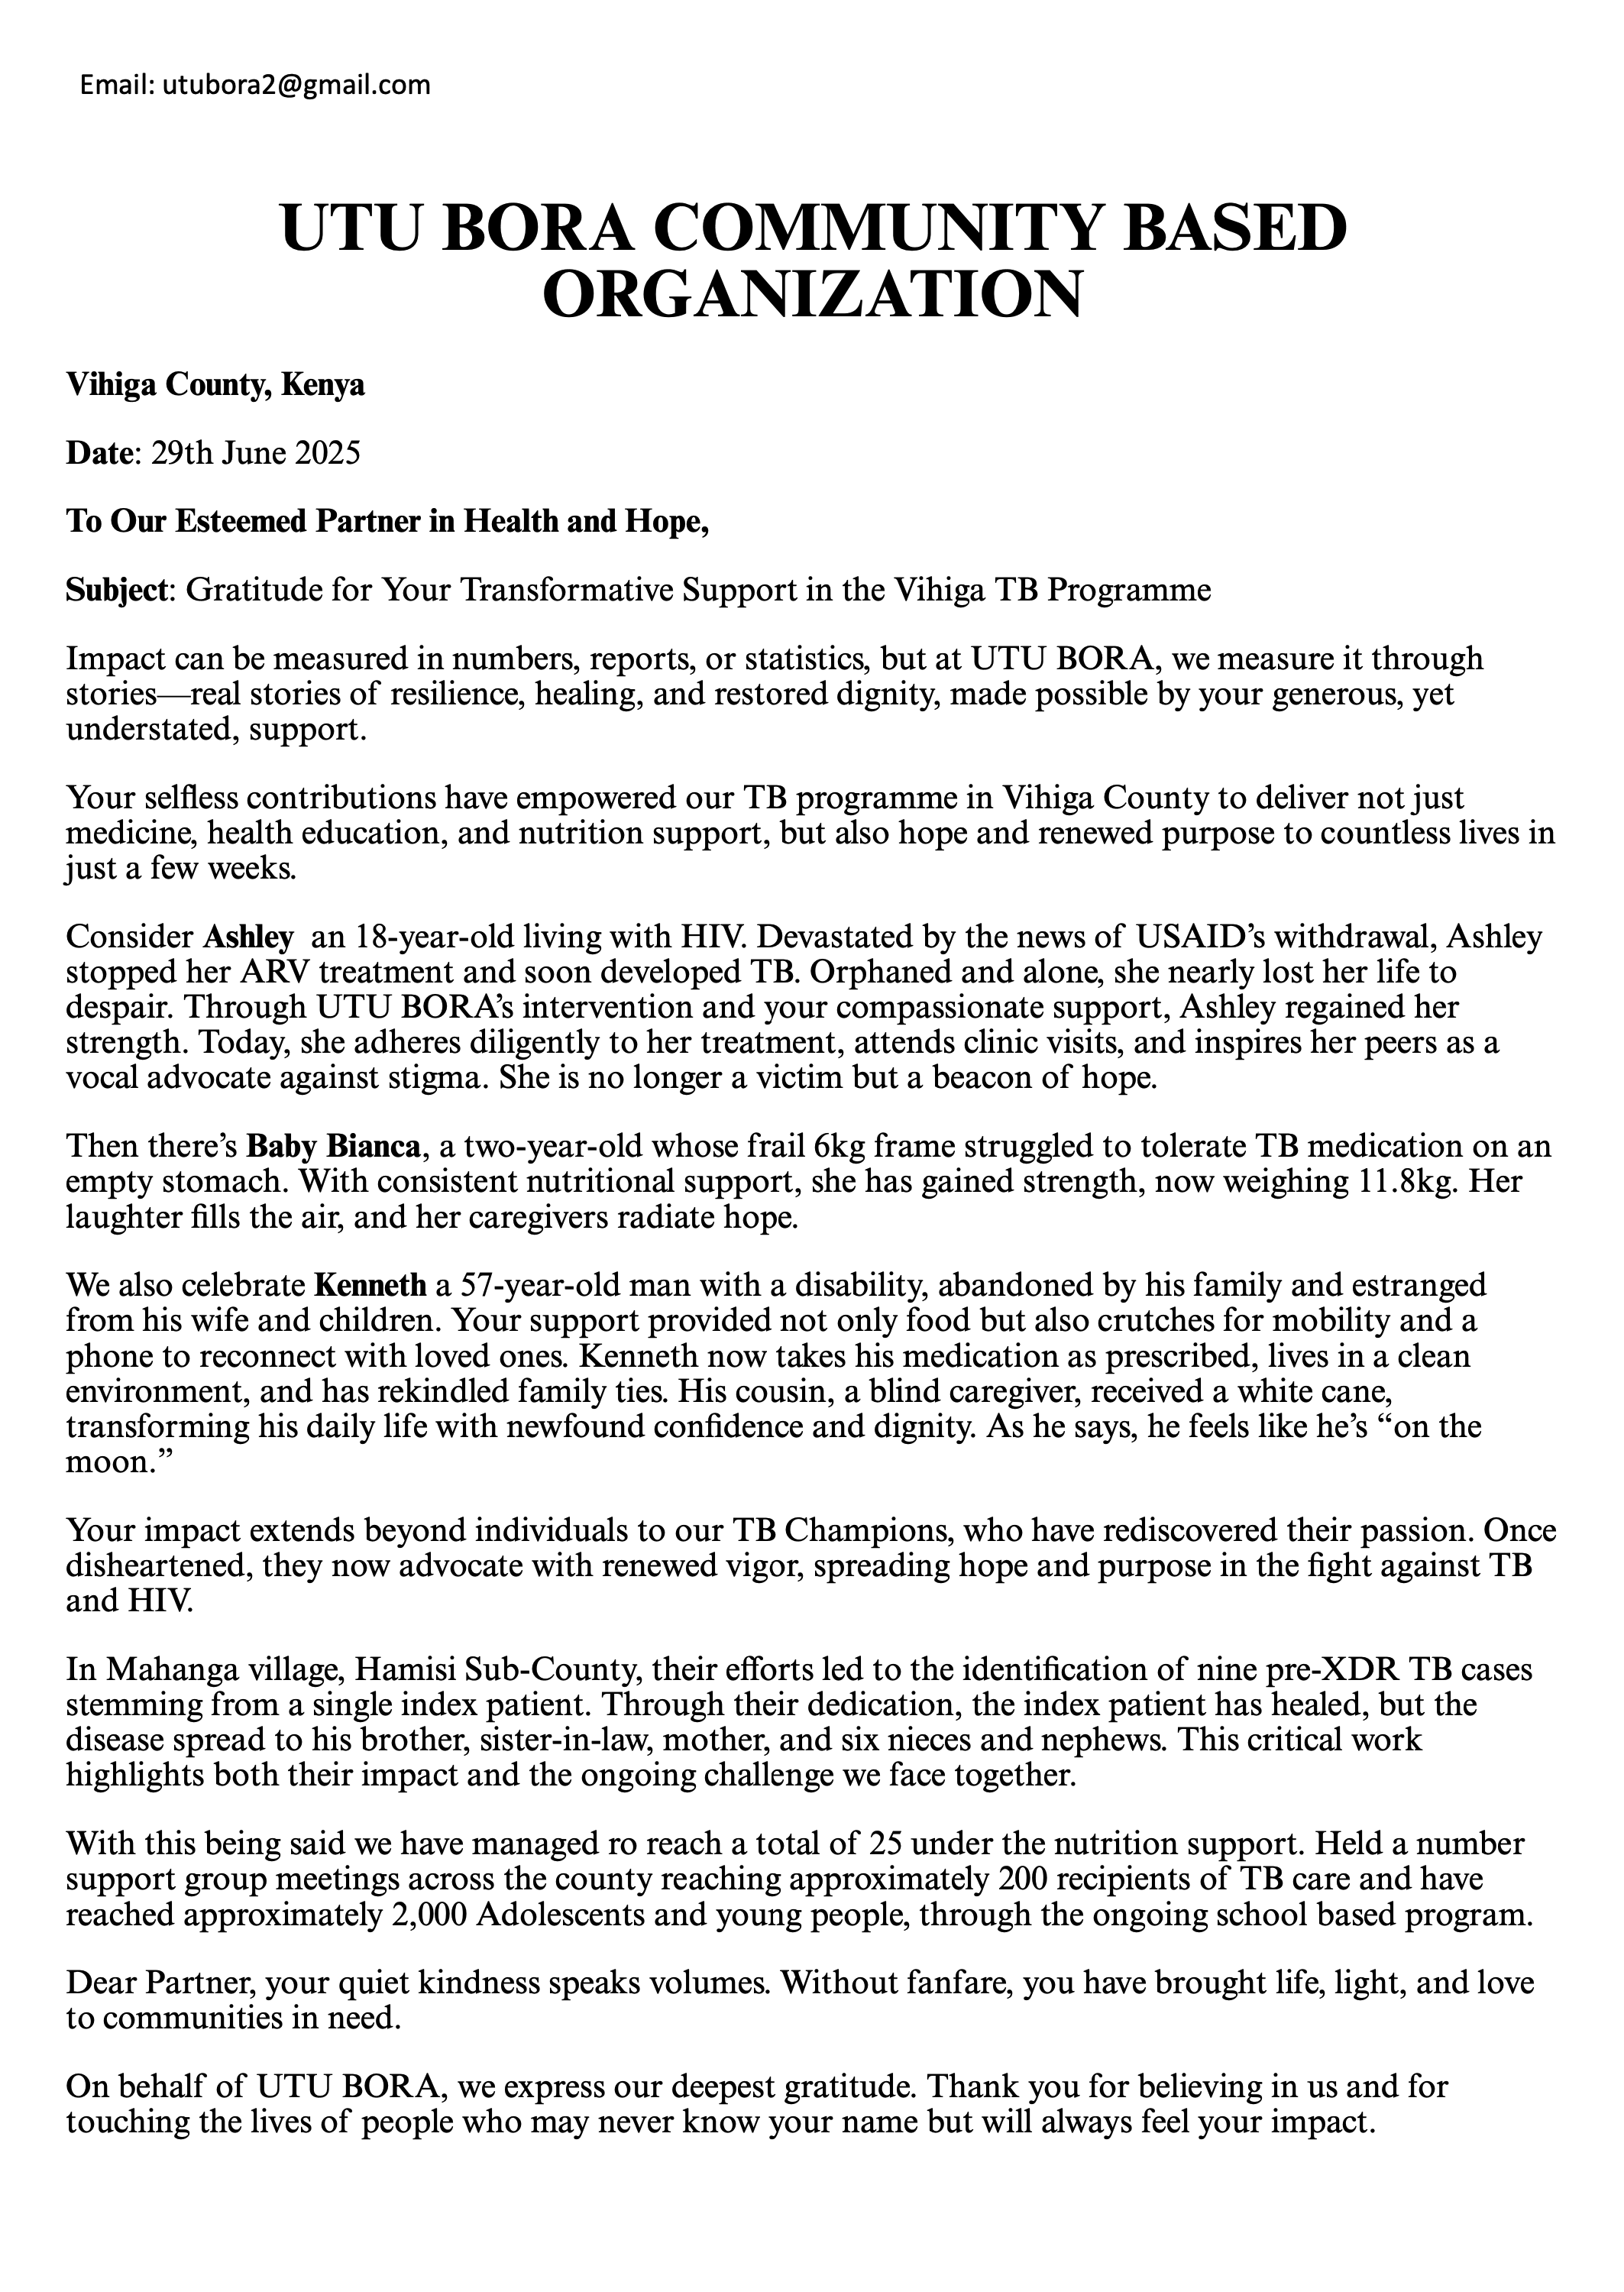 Email: utubora2@gmail.com
UTU BORA COMMUNITY BASED
ORGANIZATION
Vihiga County, Kenya
Date: 29th June 2025
To Our Esteemed Partner in Health and Hope,
Subject: Gratitude for Your Transformative Support in the Vihiga TB Programme
Impact can be measured in numbers, reports, or statistics, but at UTU BORA, we measure it through
stories—real stories of resilience, healing, and restored dignity, made possible by your generous, yet
understated, support.
Your selfless contributions have empowered our TB programme in Vihiga County to deliver not just
medicine, health education, and nutrition support, but also hope and renewed purpose to countless lives in
just a few weeks.
Consider Ashley  an 18-year-old living with HIV. Devastated by the news of USAID’s withdrawal, Ashley
stopped her ARV treatment and soon developed TB. Orphaned and alone, she nearly lost her life to
despair. Through UTU BORA’s intervention and your compassionate support, Ashley regained her
strength. Today, she adheres diligently to her treatment, attends clinic visits, and inspires her peers as a
vocal advocate against stigma. She is no longer a victim but a beacon of hope.
Then there’s Baby Bianca, a two-year-old whose frail 6kg frame struggled to tolerate TB medication on an
empty stomach. With consistent nutritional support, she has gained strength, now weighing 11.8kg. Her
laughter fills the air, and her caregivers radiate hope.
We also celebrate Kenneth a 57-year-old man with a disability, abandoned by his family and estranged
from his wife and children. Your support provided not only food but also crutches for mobility and a
phone to reconnect with loved ones. Kenneth now takes his medication as prescribed, lives in a clean
environment, and has rekindled family ties. His cousin, a blind caregiver, received a white cane,
transforming his daily life with newfound confidence and dignity. As he says, he feels like he’s “on the
moon.”
Your impact extends beyond individuals to our TB Champions, who have rediscovered their passion. Once
disheartened, they now advocate with renewed vigor, spreading hope and purpose in the fight against TB
and HIV.
In Mahanga village, Hamisi Sub-County, their efforts led to the identification of nine pre-XDR TB cases
stemming from a single index patient. Through their dedication, the index patient has healed, but the
disease spread to his brother, sister-in-law, mother, and six nieces and nephews. This critical work
highlights both their impact and the ongoing challenge we face together.
With this being said we have managed ro reach a total of 25 under the nutrition support. Held a number
support group meetings across the county reaching approximately 200 recipients of TB care and have
reached approximately 2,000 Adolescents and young people, through the ongoing school based program.
Dear Partner, your quiet kindness speaks volumes. Without fanfare, you have brought life, light, and love
to communities in need.
On behalf of UTU BORA, we express our deepest gratitude. Thank you for believing in us and for
touching the lives of people who may never know your name but will always feel your impact.